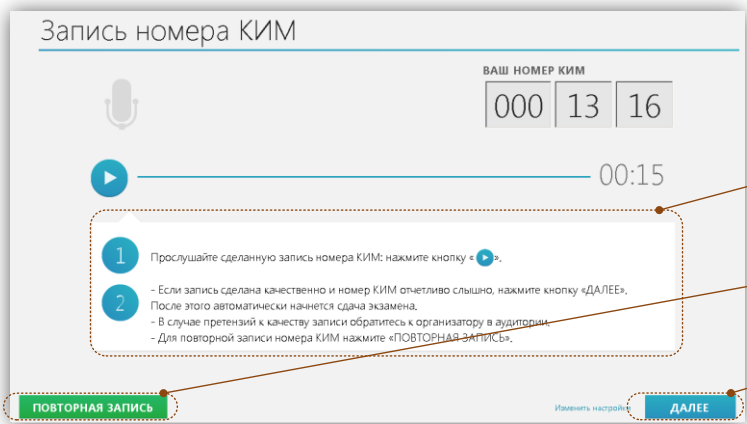 Запись номера КИМ
ВАШ НОМЕР КИМ
000 13 16
00:15
1 Прослушайте сделанную запись номера КИМ: нажмите кнопку « ».
2 - Если запись сделана качественно и номер КИМ отчетливо слышно, нажмите кнопку «ДАЛЕЕ».
После этого автоматически начнется сдача экзамена.
- В случае претензий к качеству записи обратитесь к организатору в аудитории.
- Для повторной записи номера КИМ нажмите «ПОВТОРНАЯ ЗАПИСЬ».
ПОВТОРНАЯ ЗАПИСЬ
Изменить настройки
ДАЛЕЕ